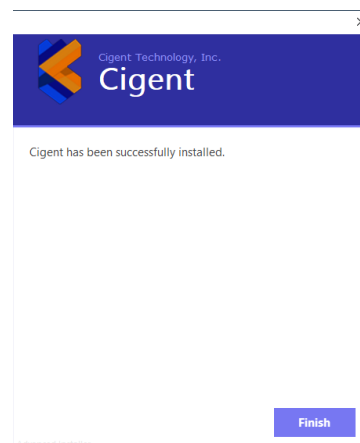 Cigent Technology, Inc.
Cigent
Cigent has been successfully installed.
Finish